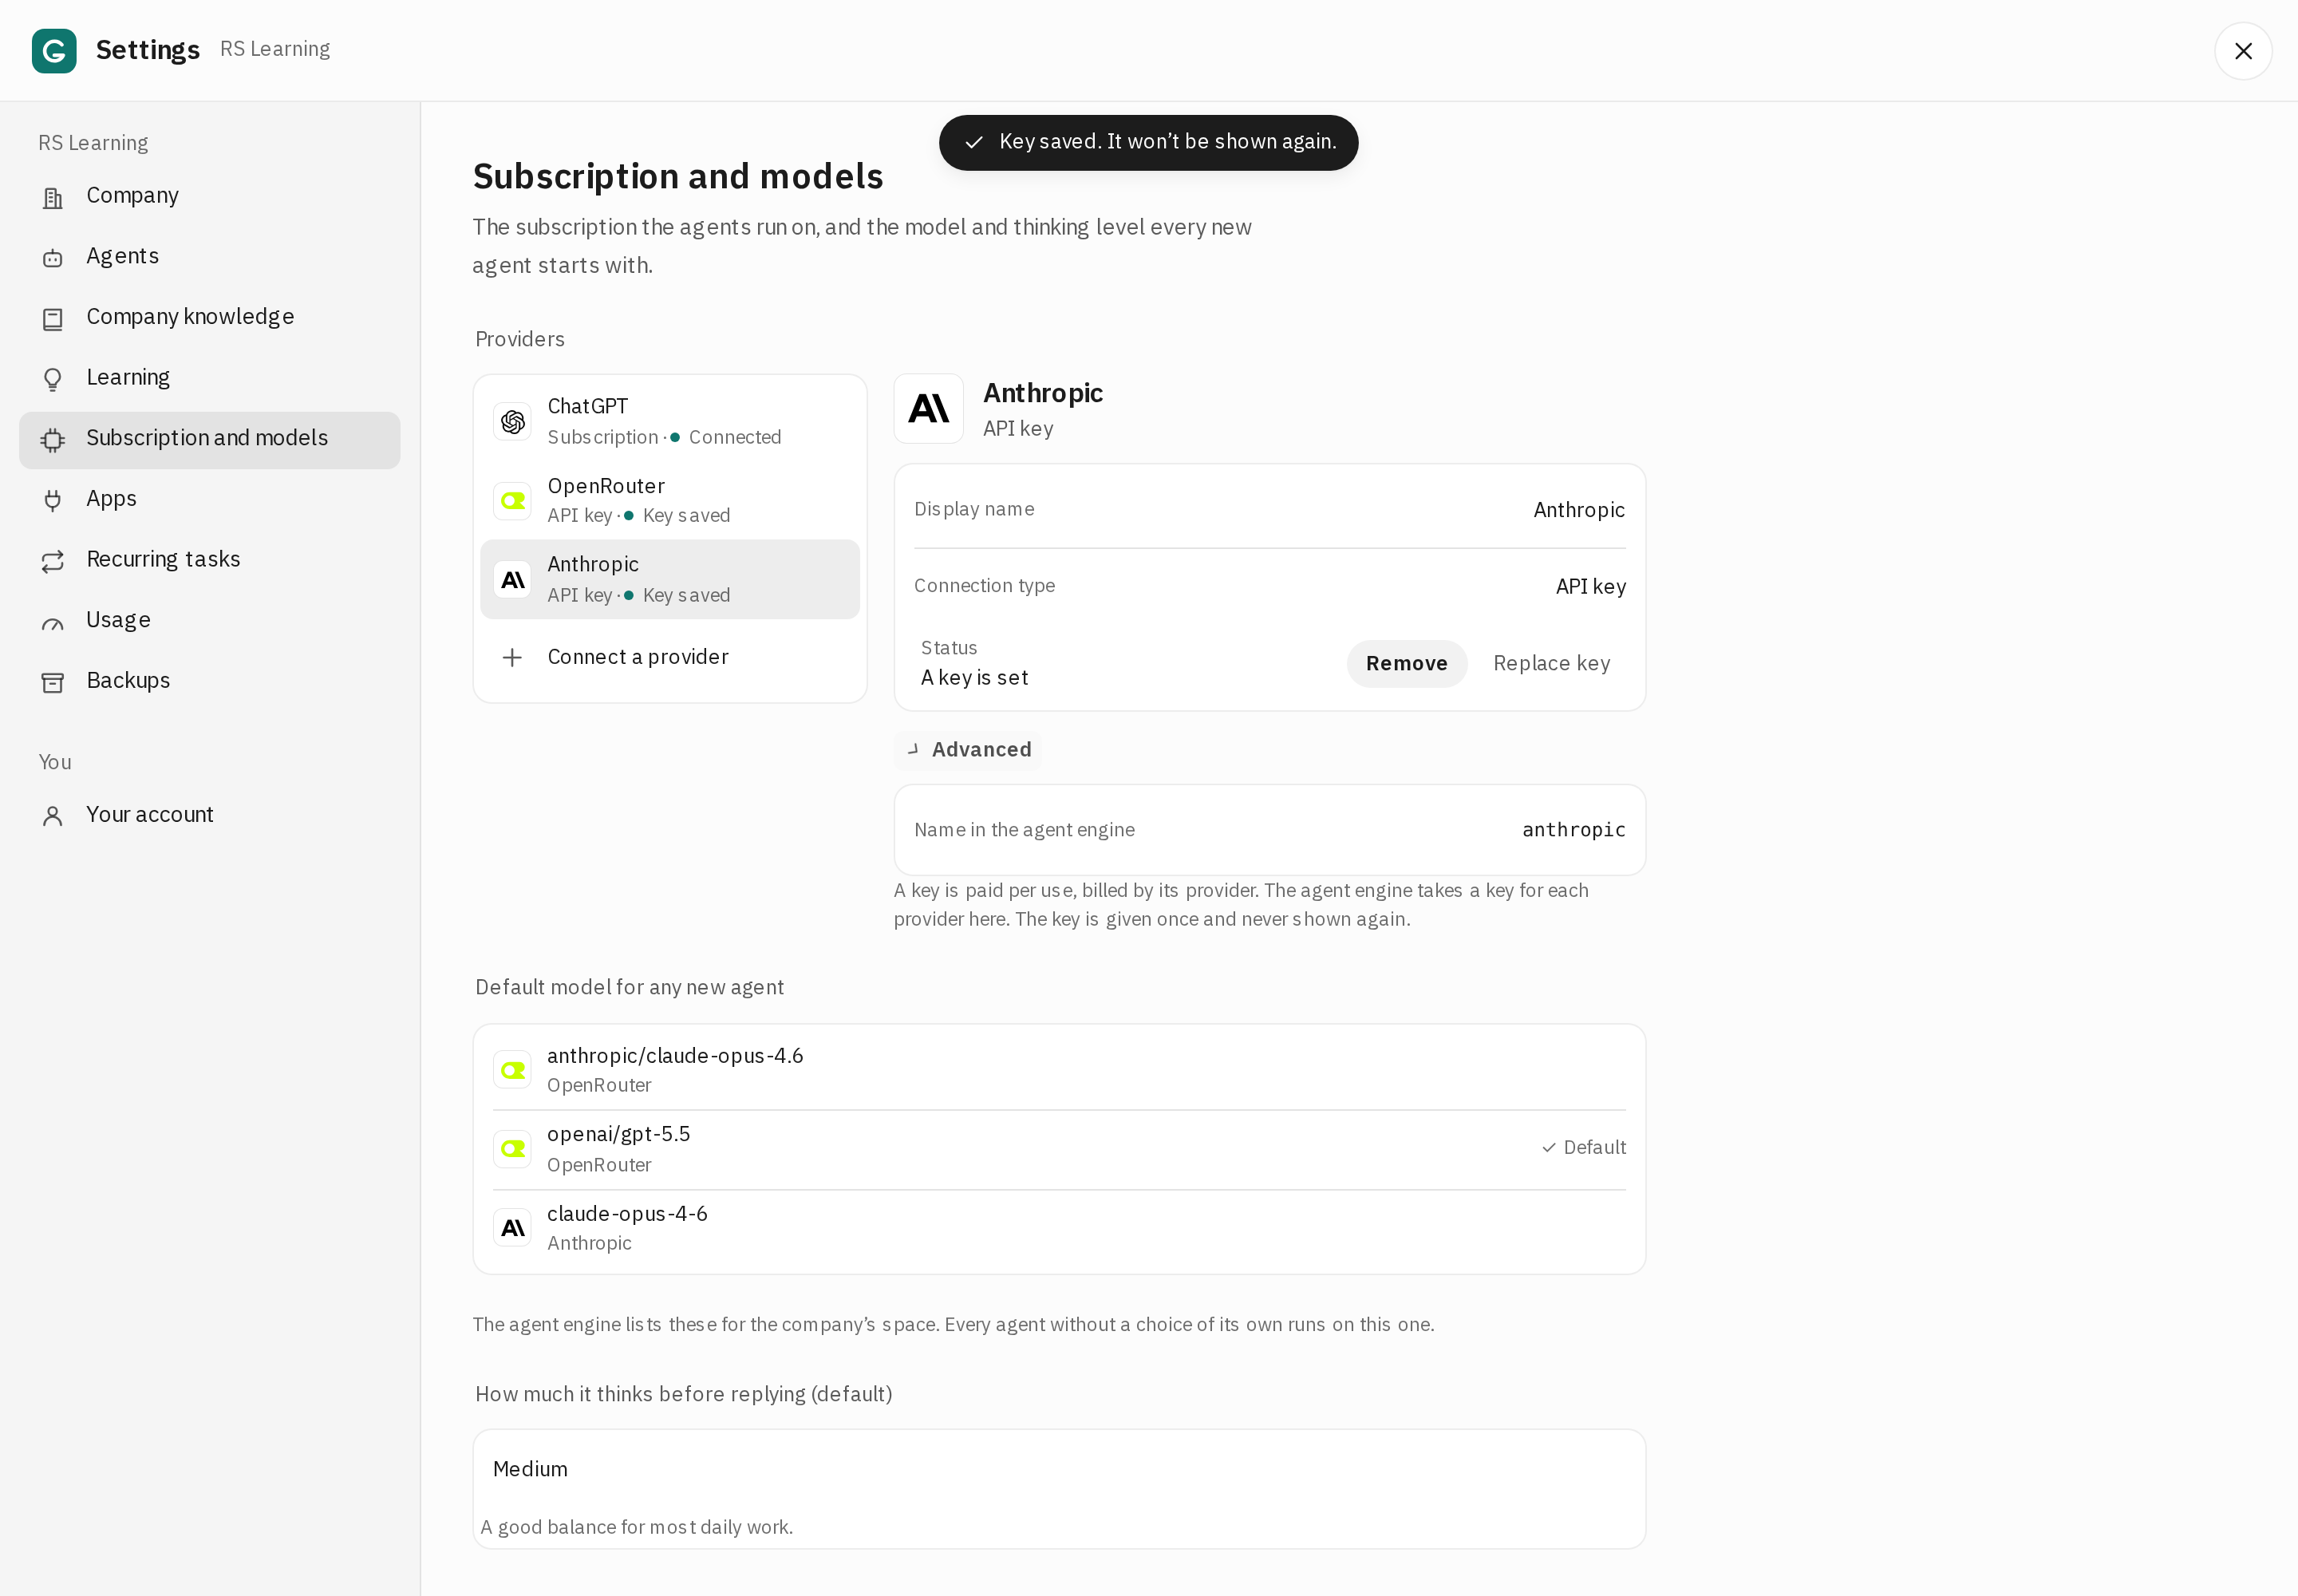 Settings RS Learning
Key saved. It won’t be shown again.
RS Learning
Company
Agents
Company knowledge
Learning
Subscription and models
Apps
Recurring tasks
Usage
Backups
You
Your account
Subscription and models
The subscription the agents run on, and the model and thinking level every new
agent starts with.
Providers
ChatGPT
Subscription · Connected
OpenRouter
API key · Key saved
Anthropic
API key · Key saved
Connect a provider
Anthropic
API key
Display name Anthropic
Connection type API key
Status
A key is set
Remove Replace key
Advanced
Name in the agent engine anthropic
A key is paid per use, billed by its provider. The agent engine takes a key for each
provider here. The key is given once and never shown again.
Default model for any new agent
anthropic/claude-opus-4.6
OpenRouter
openai/gpt-5.5
OpenRouter
Default
claude-opus-4-6
Anthropic
The agent engine lists these for the company’s space. Every agent without a choice of its own runs on this one.
How much it thinks before replying (default)
Medium
A good balance for most daily work.